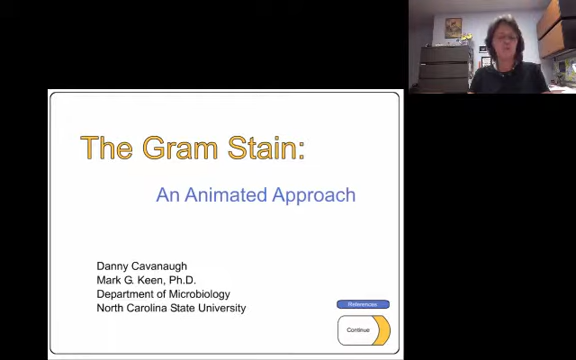 The Gram Stain:
An Animated Approach
Danny Cavanaugh
Mark G. Keen, Ph.D.
Department of Microbiology
North Carolina State University
References
Continue